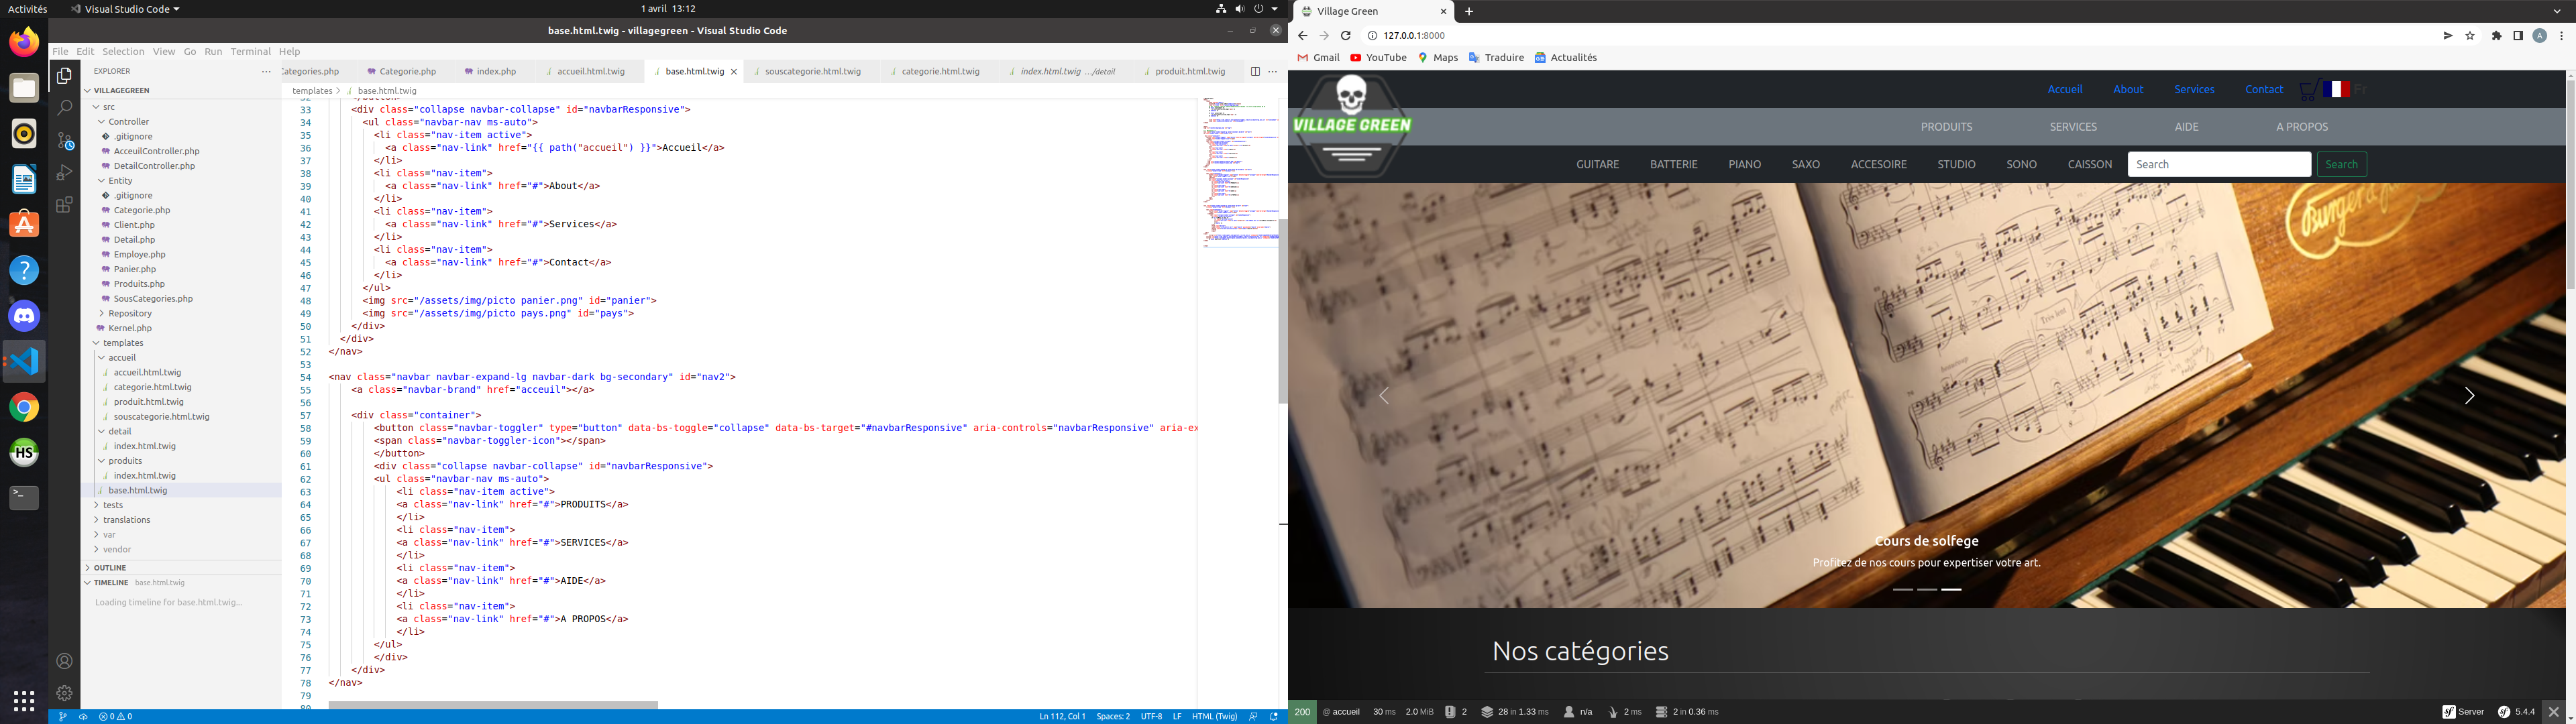 Activités
Visual Studio Code
1 avril 13:12
base.html.twig - villagegreen - Visual Studio Code
File Edit Selection View Go Run Terminal Help
EXPLORER
VILLAGEGREEN
src
Controller
.gitignore
AcceuilController.php
DetailController.php
Entity
.gitignore
Categorie.php
Client.php
Detail.php
Employe.php
Panier.php
Produits.php
SousCategories.php
Repository
Kernel.php
templates
accueil
accueil.html.twig
categorie.html.twig
produit.html.twig
souscategorie.html.twig
detail
index.html.twig
produits
index.html.twig
base.html.twig
tests
translations
var
vendor
OUTLINE
TIMELINE base.html.twig
Loading timeline for base.html.twig...
Categories.php Categorie.php index.php accueil.html.twig base.html.twig souscategorie.html.twig categorie.html.twig index.html.twig .../detail produit.html.twig
templates > base.html.twig
33 <div class="collapse navbar-collapse" id="navbarResponsive">
34 <ul class="navbar-nav ms-auto">
35 <li class="nav-item active">
36 <a class="nav-link" href="{{ path("accueil") }}">Accueil</a>
37 </li>
38 <li class="nav-item">
39 <a class="nav-link" href="#">About</a>
40 </li>
41 <li class="nav-item">
42 <a class="nav-link" href="#">Services</a>
43 </li>
44 <li class="nav-item">
45 <a class="nav-link" href="#">Contact</a>
46 </li>
47 </ul>
48 <img src="/assets/img/picto panier.png" id="panier">
49 <img src="/assets/img/picto pays.png" id="pays">
50 </div>
51 </div>
52 </nav>
53
54 <nav class="navbar navbar-expand-lg navbar-dark bg-secondary" id="nav2">
55 <a class="navbar-brand" href="acceuil"></a>
56
57 <div class="container">
58 <button class="navbar-toggler" type="button" data-bs-toggle="collapse" data-bs-target="#navbarResponsive" aria-controls="navbarResponsive" aria-ex
59 <span class="navbar-toggler-icon"></span>
60 </button>
61 <div class="collapse navbar-collapse" id="navbarResponsive">
62 <ul class="navbar-nav ms-auto">
63 <li class="nav-item active">
64 <a class="nav-link" href="#">PRODUITS</a>
65 </li>
66 <li class="nav-item">
67 <a class="nav-link" href="#">SERVICES</a>
68 </li>
69 <li class="nav-item">
70 <a class="nav-link" href="#">AIDE</a>
71 </li>
72 <li class="nav-item">
73 <a class="nav-link" href="#">A PROPOS</a>
74 </li>
75 </ul>
76 </div>
77 </div>
78 </nav>
79
0 0 Ln 112, Col 1 Spaces: 2 UTF-8 LF HTML (Twig)
Village Green
127.0.0.1:8000
A
Gmail YouTube Maps Traduire Actualités
Accueil About Services Contact Fr
VILLAGE GREEN
PRODUITS SERVICES AIDE A PROPOS
GUITARE BATTERIE PIANO SAXO ACCESOIRE STUDIO SONO CAISSON Search Search
Burger &
Cours de solfege
Profitez de nos cours pour expertiser votre art.
Nos catégories
200 @ accueil 30 ms 2.0 MiB 2 28 in 1.33 ms n/a 2 ms 2 in 0.36 ms Server 5.4.4